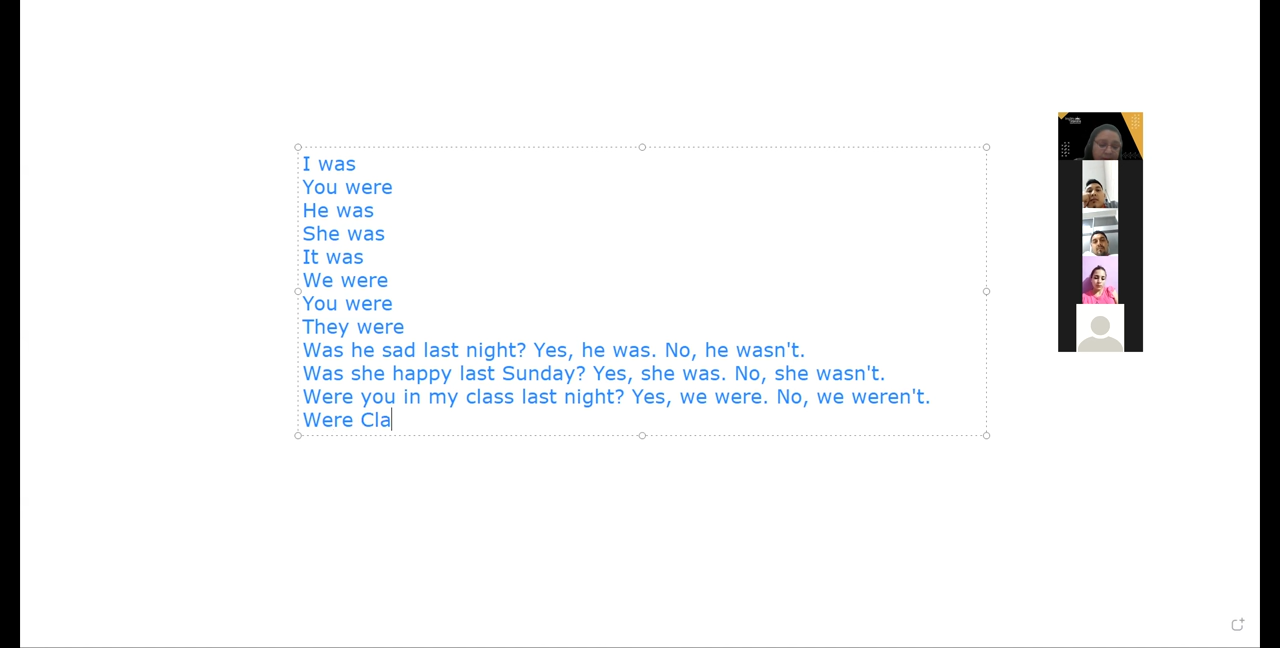 I was
You were
He was
She was
It was
We were
You were
They were
Was he sad last night? Yes, he was. No, he wasn't.
Was she happy last Sunday? Yes, she was. No, she wasn't.
Were you in my class last night? Yes, we were. No, we weren't.
Were Cla